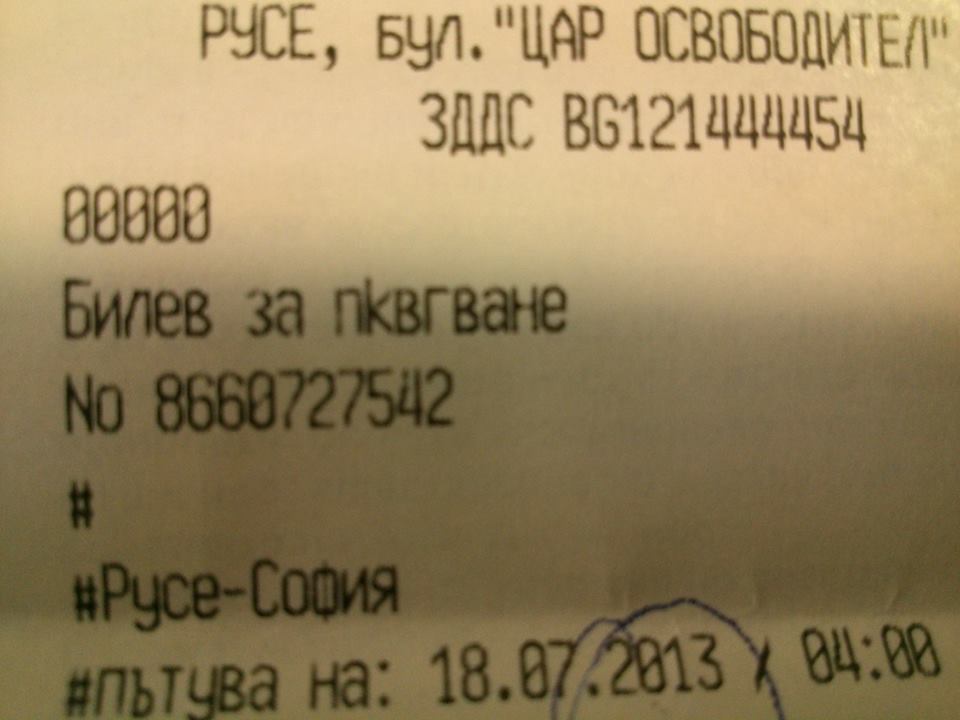 РУСЕ, бул."ЦАР ОСВОБОДИТЕЛ"
ЗДДС BG121444454
00000
Билев за пkвгване
No 8660727542
#
#Русе-София
#пътува на: 18.07.2013 / 04:00